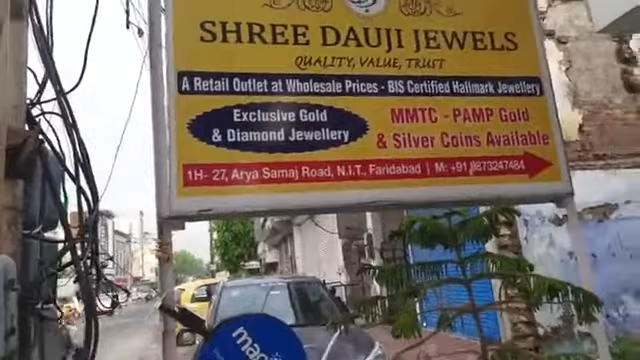 SHREE DAUJI JEWELS
QUALITY, VALUE, TRUST
A Retail Outlet at Wholesale Prices - BIS Certified Hallmark Jewellery
Exclusive Gold
& Diamond Jewellery
MMTC - PAMP Gold
& Silver Coins Available
1H- 27, Arya Samaj Road, N.I.T. Faridabad | M: +91 9873247484